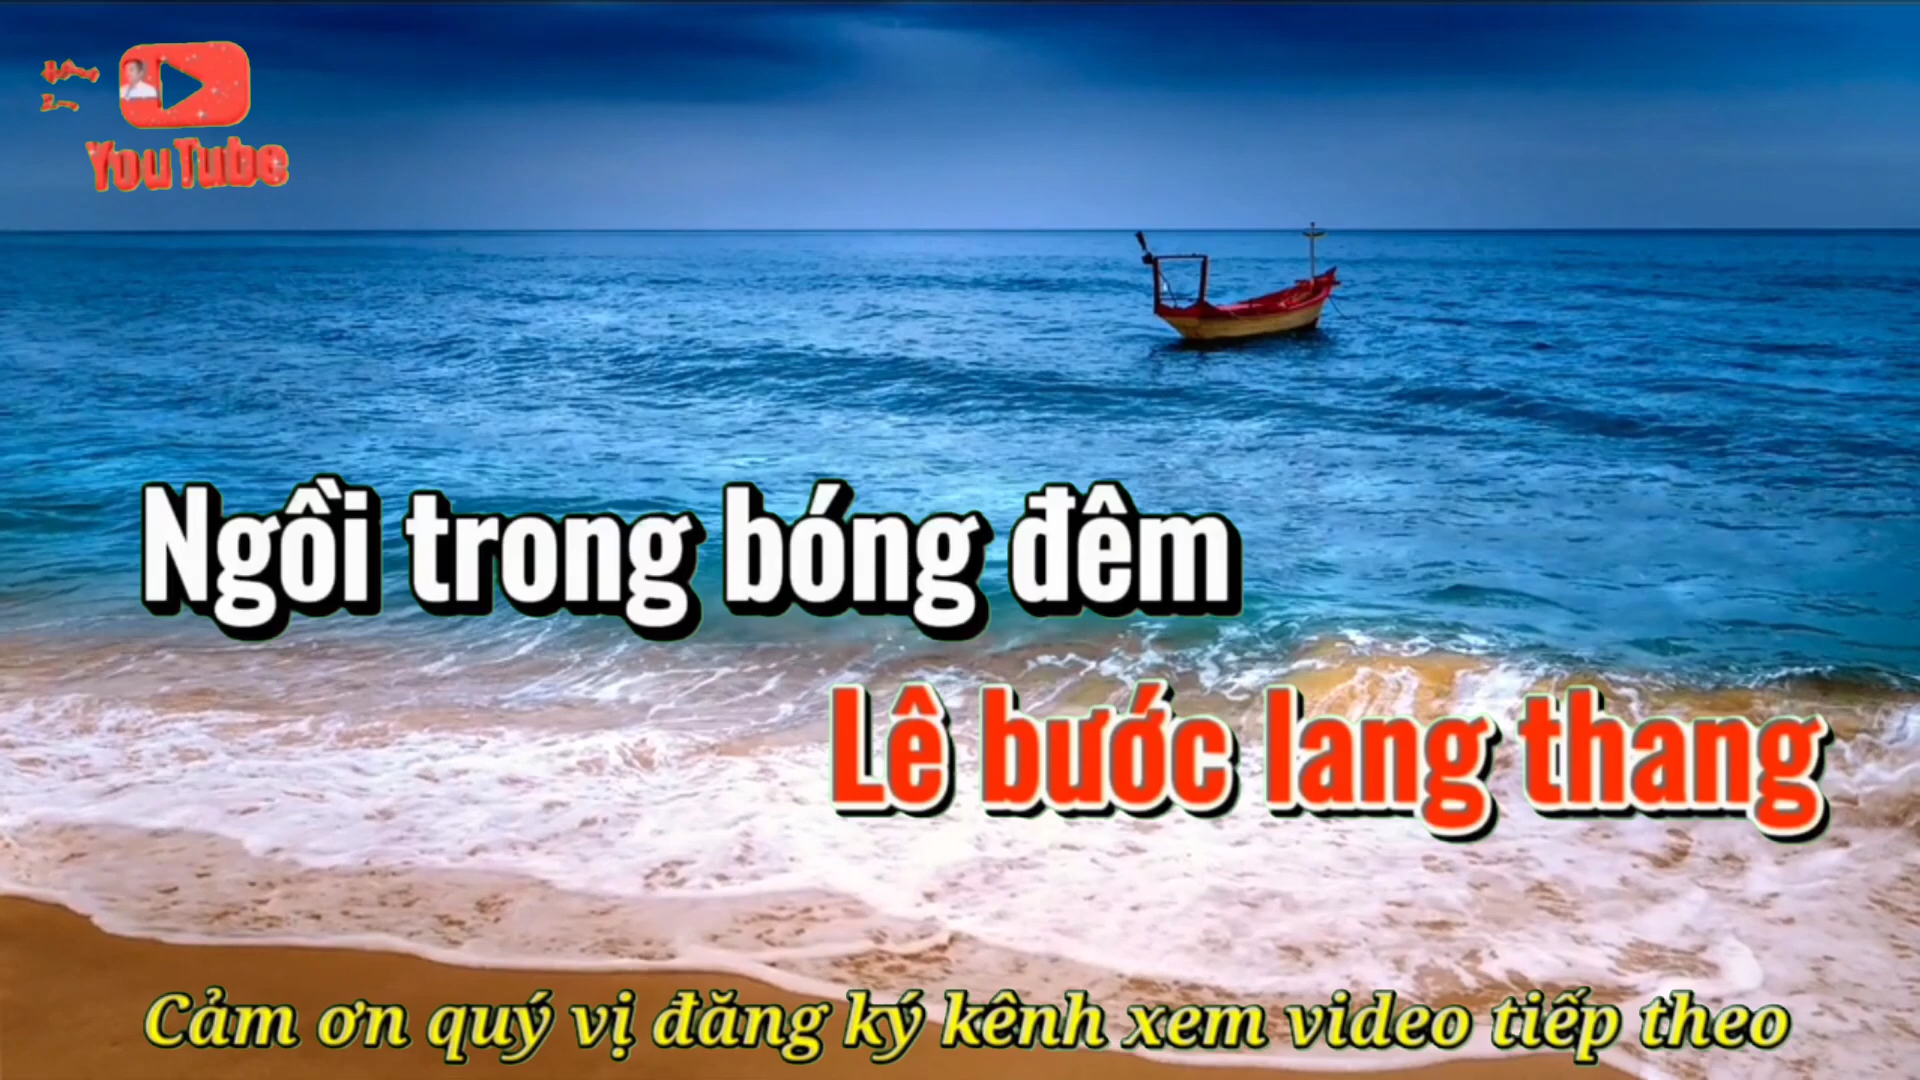 YouTube
Ngồi trong bóng đêm
Lê bước lang thang
Cảm ơn quý vị đăng ký kênh xem video tiếp theo